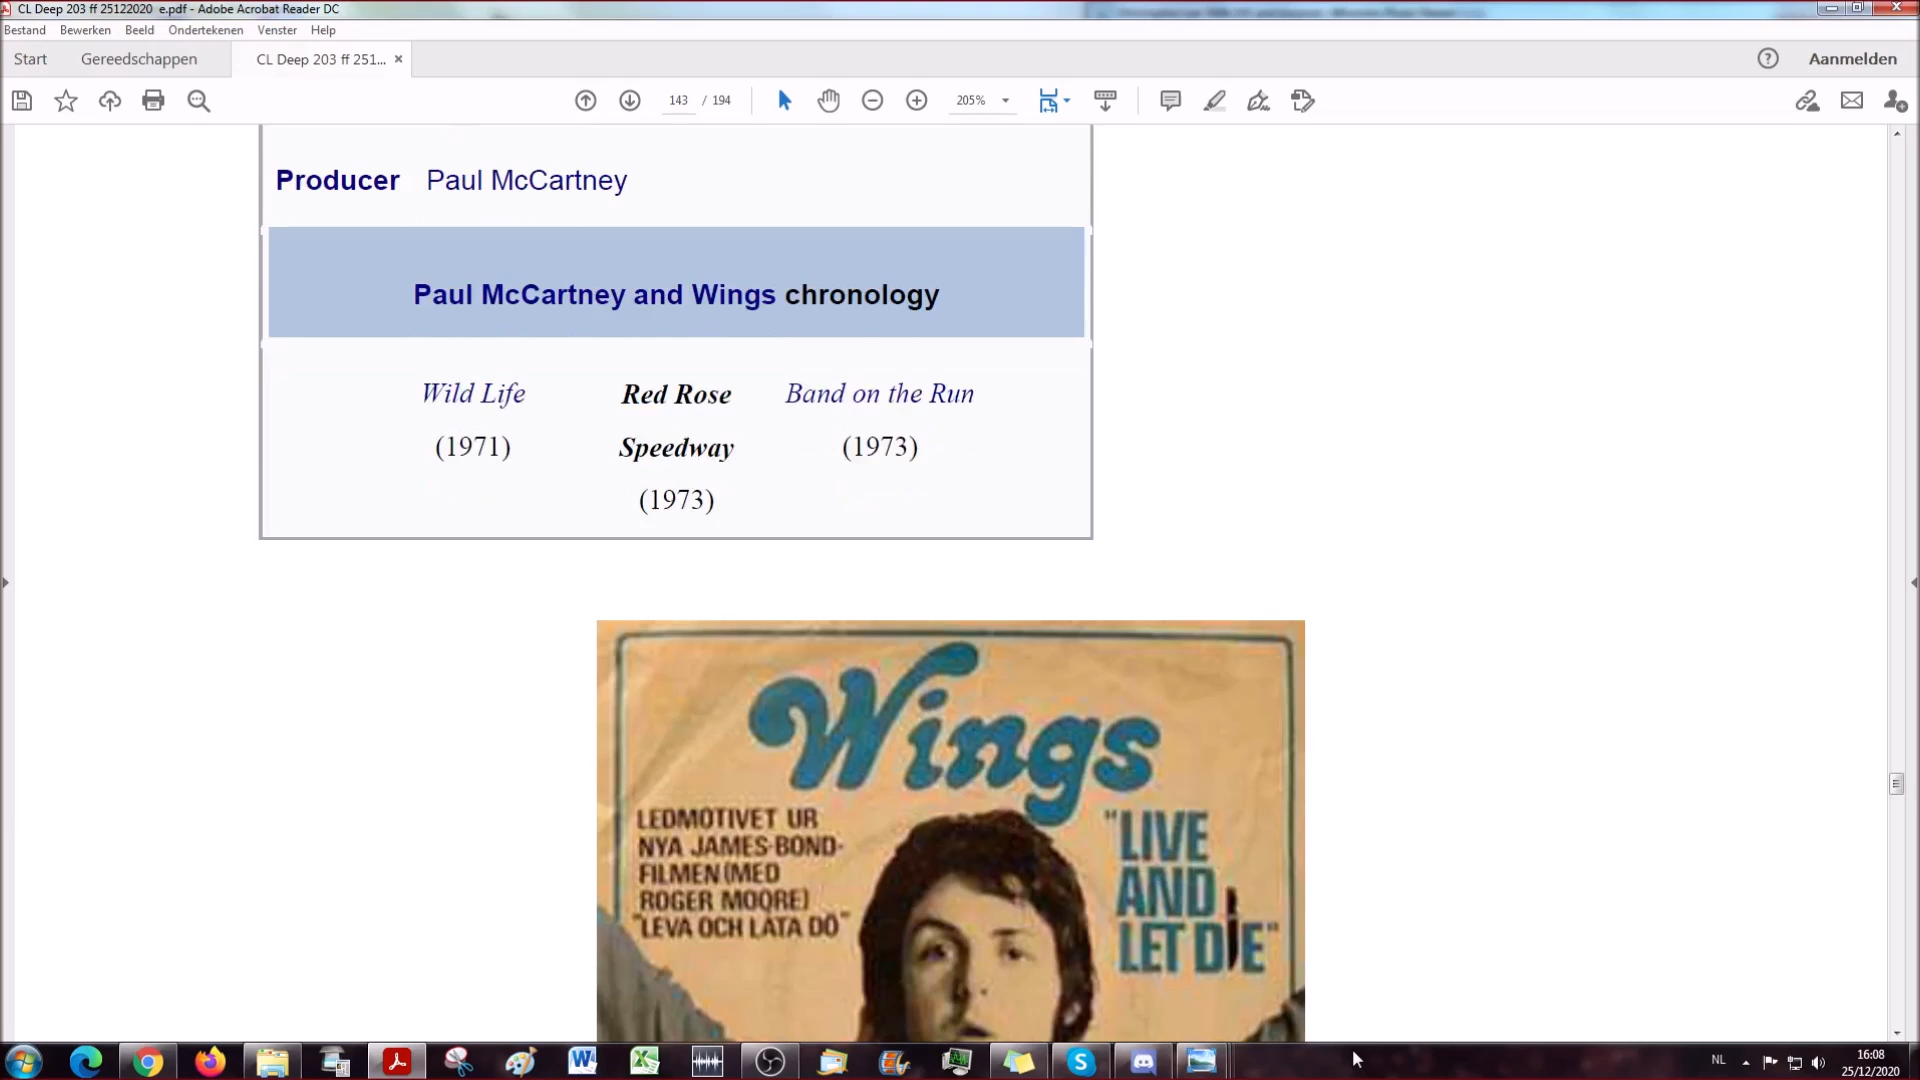 CL Deep 203 ff 25122020 e.pdf - Adobe Acrobat Reader DC
Bestand Bewerken Beeld Ondertekenen Venster Help
Start Gereedschappen CL Deep 203 ff 251... × Aanmelden
143 / 194 205%
Producer Paul McCartney
Paul McCartney and Wings chronology
Wild Life Red Rose Band on the Run
(1971) Speedway (1973)
(1973)
Wings
LEDMOTIVET UR
NYA JAMES-BOND-
FILMEN (MED
ROGER MOORE)
"LEVA OCH LÅTA DÖ"
"LIVE
AND
LET DIE"
NL 16:08
25/12/2020